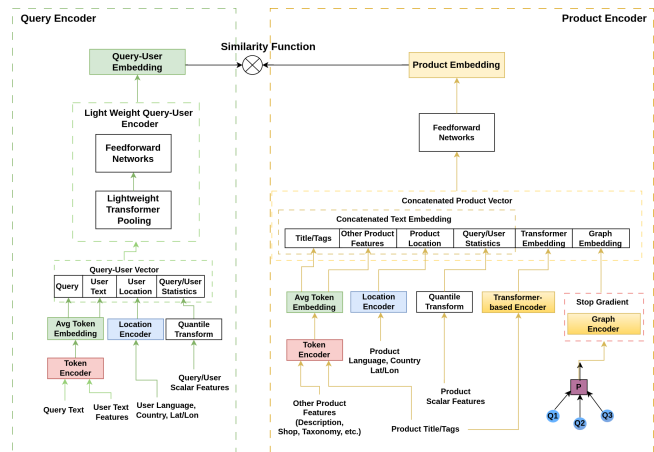 Query Encoder
Product Encoder
Similarity Function
Query-User
Embedding
Product Embedding
Light Weight Query-User
Encoder
Feedforward
Networks
Lightweight
Transformer
Pooling
Feedforward
Networks
Concatenated Product Vector
Concatenated Text Embedding
Title/Tags
Other Product
Features
Product
Location
Query/User
Statistics
Transformer
Embedding
Graph
Embedding
Query-User Vector
Query
User
Text
User
Location
Query/User
Statistics
Avg Token
Embedding
Location
Encoder
Quantile
Transform
Token
Encoder
Query Text
User Text
Features
User Language,
Country, Lat/Lon
Query/User
Scalar Features
Avg Token
Embedding
Location
Encoder
Quantile
Transform
Transformer-
based Encoder
Stop Gradient
Graph
Encoder
Token
Encoder
Product
Language, Country
Lat/Lon
Product
Scalar Features
Other Product
Features
(Description,
Shop, Taxonomy, etc.)
Product Title/Tags
P
Q1
Q2
Q3